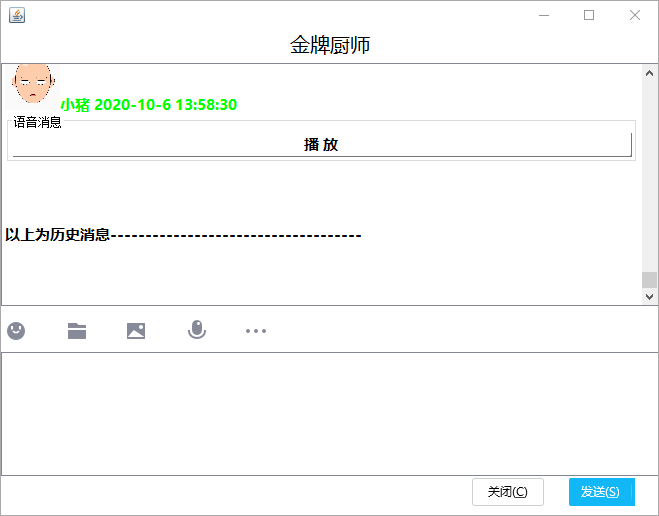 金牌厨师
小猪 2020-10-6 13:58:30
语音消息
播 放
以上为历史消息------------------------------------
关闭(C) 发送(S)